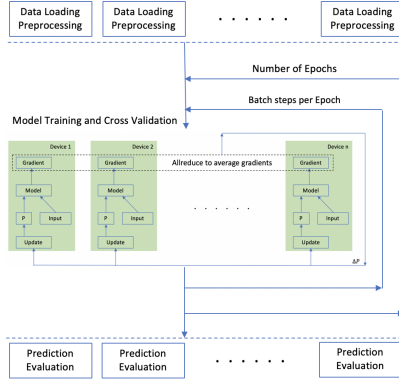 Data Loading
Preprocessing
Data Loading
Preprocessing
. . . . . .
Data Loading
Preprocessing
Number of Epochs
Batch steps per Epoch
Model Training and Cross Validation
Device 1
Device 2
Device n
Gradient
Gradient
Allreduce to average gradients
Gradient
Model
Model
Model
P
Input
P
Input
. . . . . .
P
Input
Update
Update
Update
ΔP
Prediction
Evaluation
Prediction
Evaluation
. . . . . .
Prediction
Evaluation